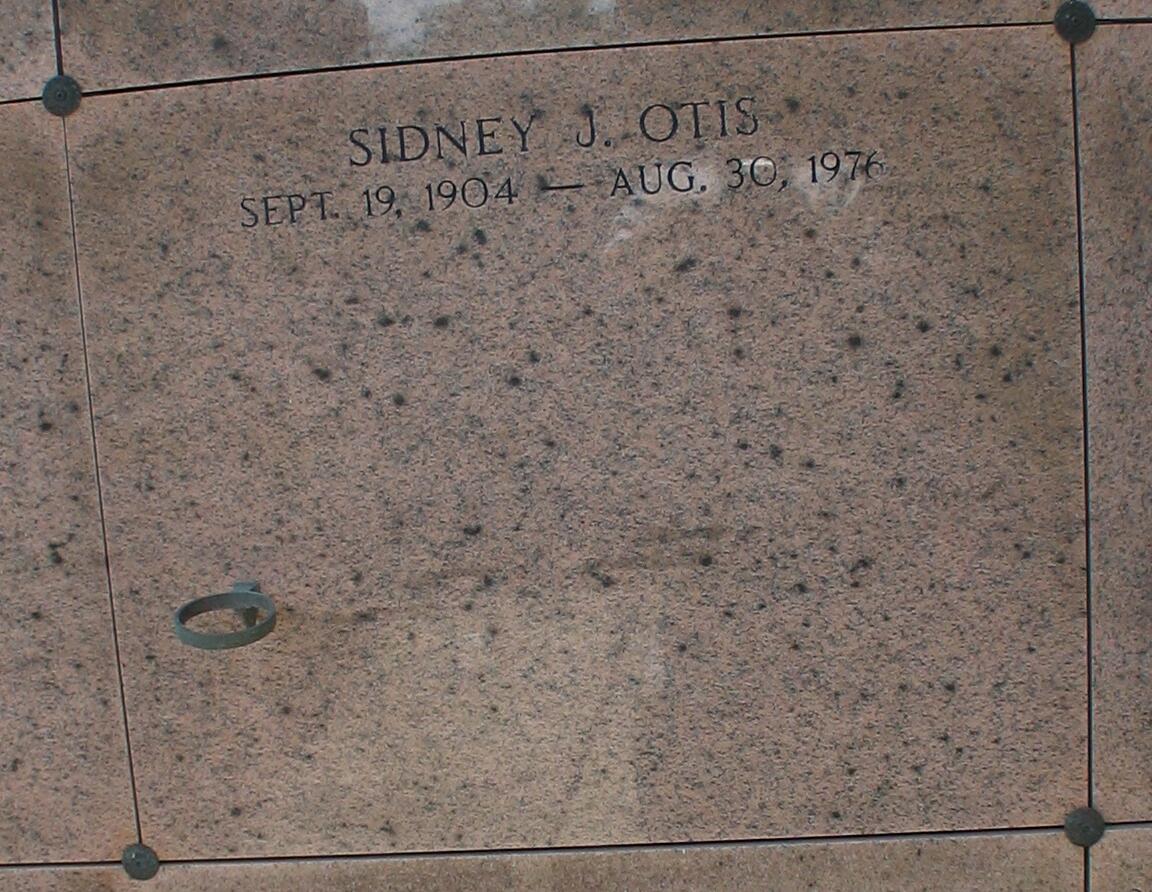 SIDNEY J. OTIS
SEPT. 19, 1904 — AUG. 30, 1976